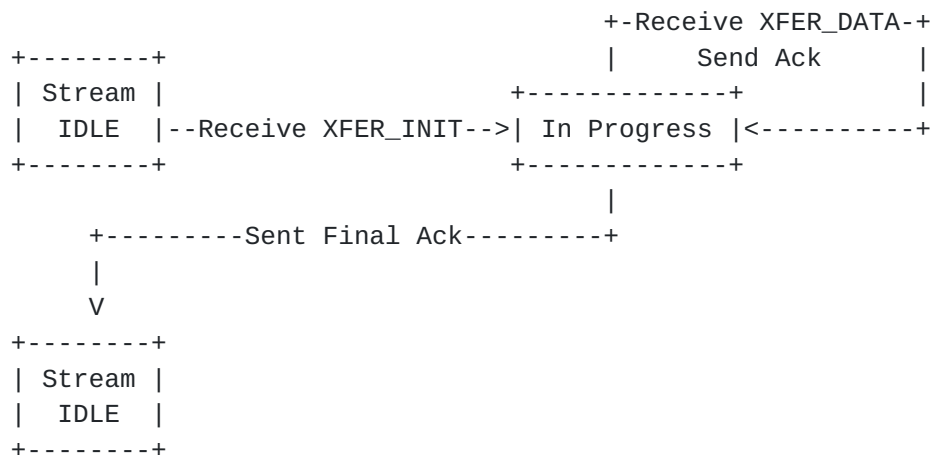 +-Receive XFER_DATA-+
+--------+ | Send Ack |
| Stream | +-------------+ |
| IDLE |--Receive XFER_INIT-->| In Progress |<----------+
+--------+ +-------------+
|
+---------Sent Final Ack---------+
|
V
+--------+
| Stream |
| IDLE |
+--------+